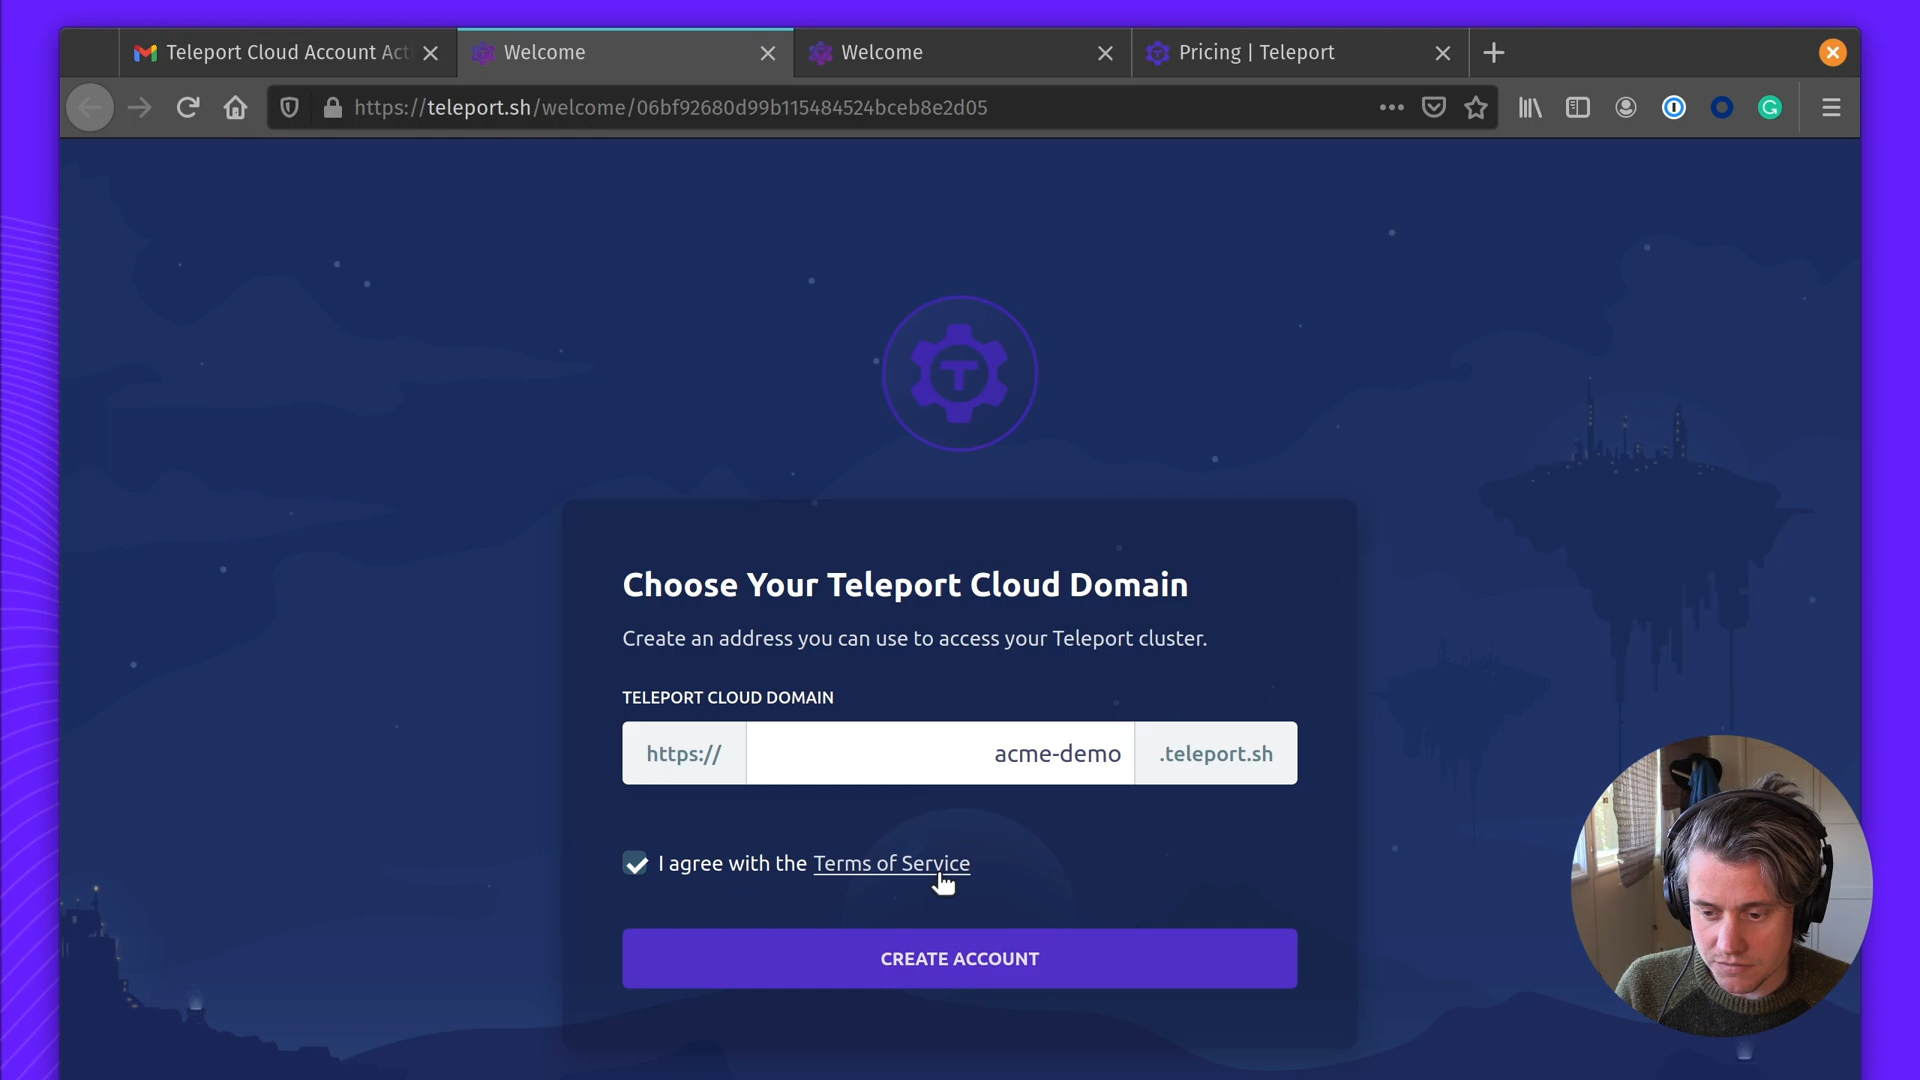 Teleport Cloud Account Acti
Welcome
Welcome
Pricing | Teleport
https://teleport.sh/welcome/06bf92680d99b115484524bceb8e2d05
T
Choose Your Teleport Cloud Domain
Create an address you can use to access your Teleport cluster.
TELEPORT CLOUD DOMAIN
https:// acme-demo .teleport.sh
I agree with the Terms of Service
CREATE ACCOUNT